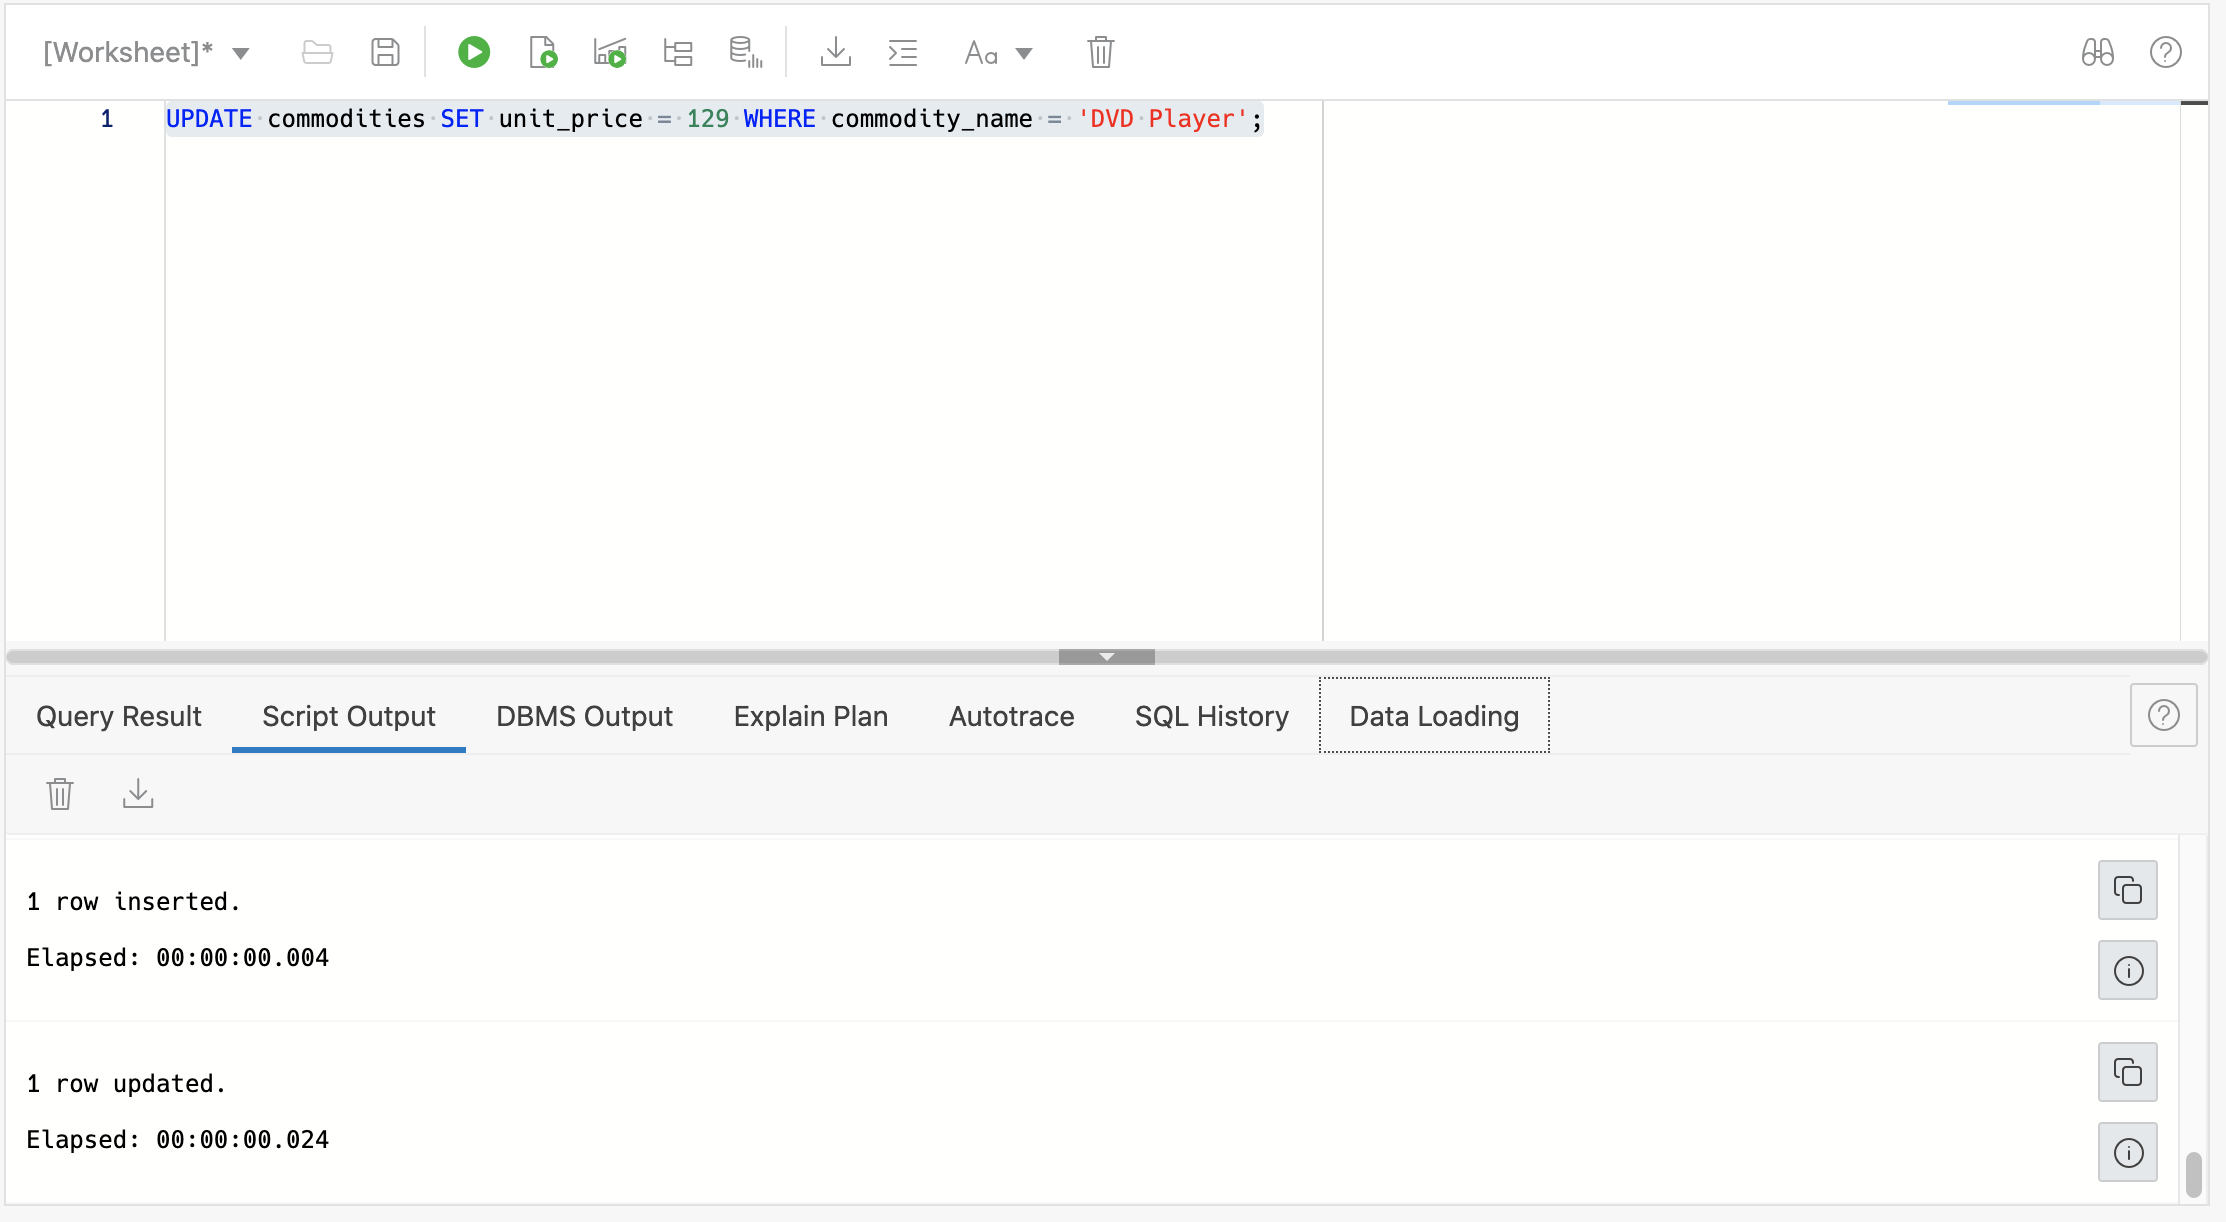 [Worksheet]*
Aa
1 UPDATE commodities SET unit_price = 129 WHERE commodity_name = 'DVD Player';
Query Result Script Output DBMS Output Explain Plan Autotrace SQL History Data Loading
1 row inserted.
Elapsed: 00:00:00.004
1 row updated.
Elapsed: 00:00:00.024